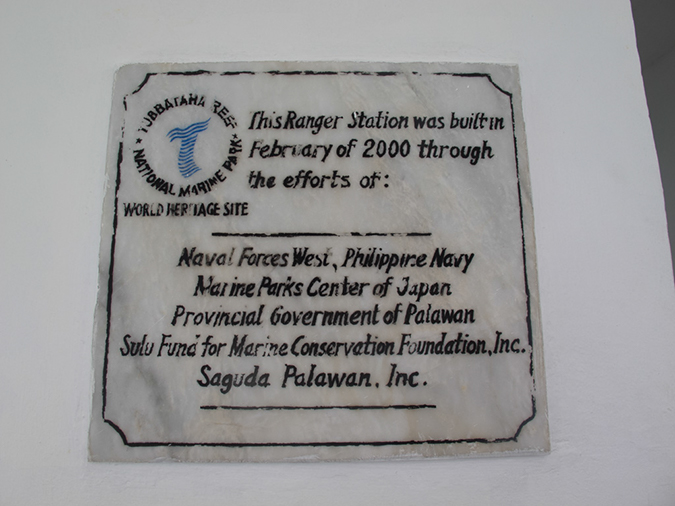 TUBBATAHA REEF
NATIONAL MARINE PARK
WORLD HERITAGE SITE
This Ranger Station was built in
February of 2000 through
the efforts of:
Naval Forces West, Philippine Navy
Marine Parks Center of Japan
Provincial Government of Palawan
Sulu Fund for Marine Conservation Foundation, Inc.
Saguda Palawan, Inc.